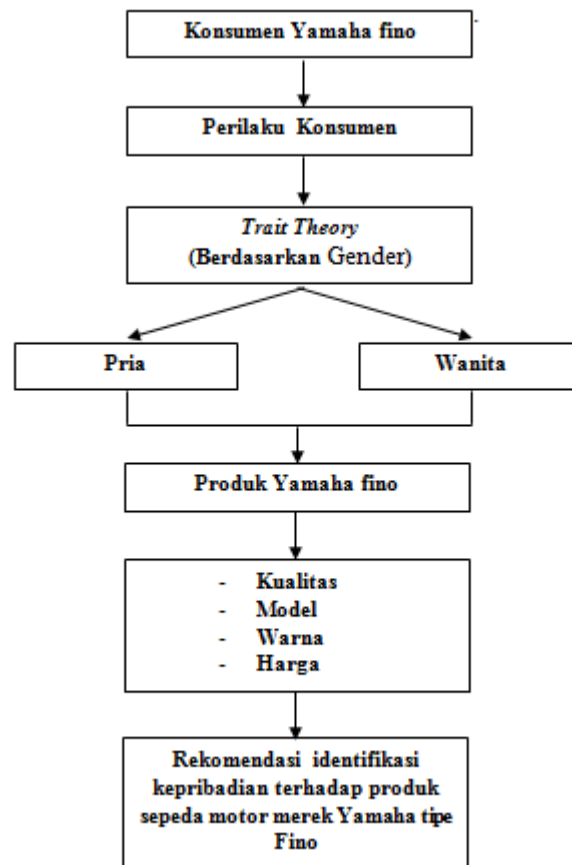 Konsumen Yamaha fino
Perilaku Konsumen
Trait Theory
(Berdasarkan Gender)
Pria
Wanita
Produk Yamaha fino
- Kualitas
- Model
- Warna
- Harga
Rekomendasi identifikasi
kepribadian terhadap produk
sepeda motor merek Yamaha tipe
Fino